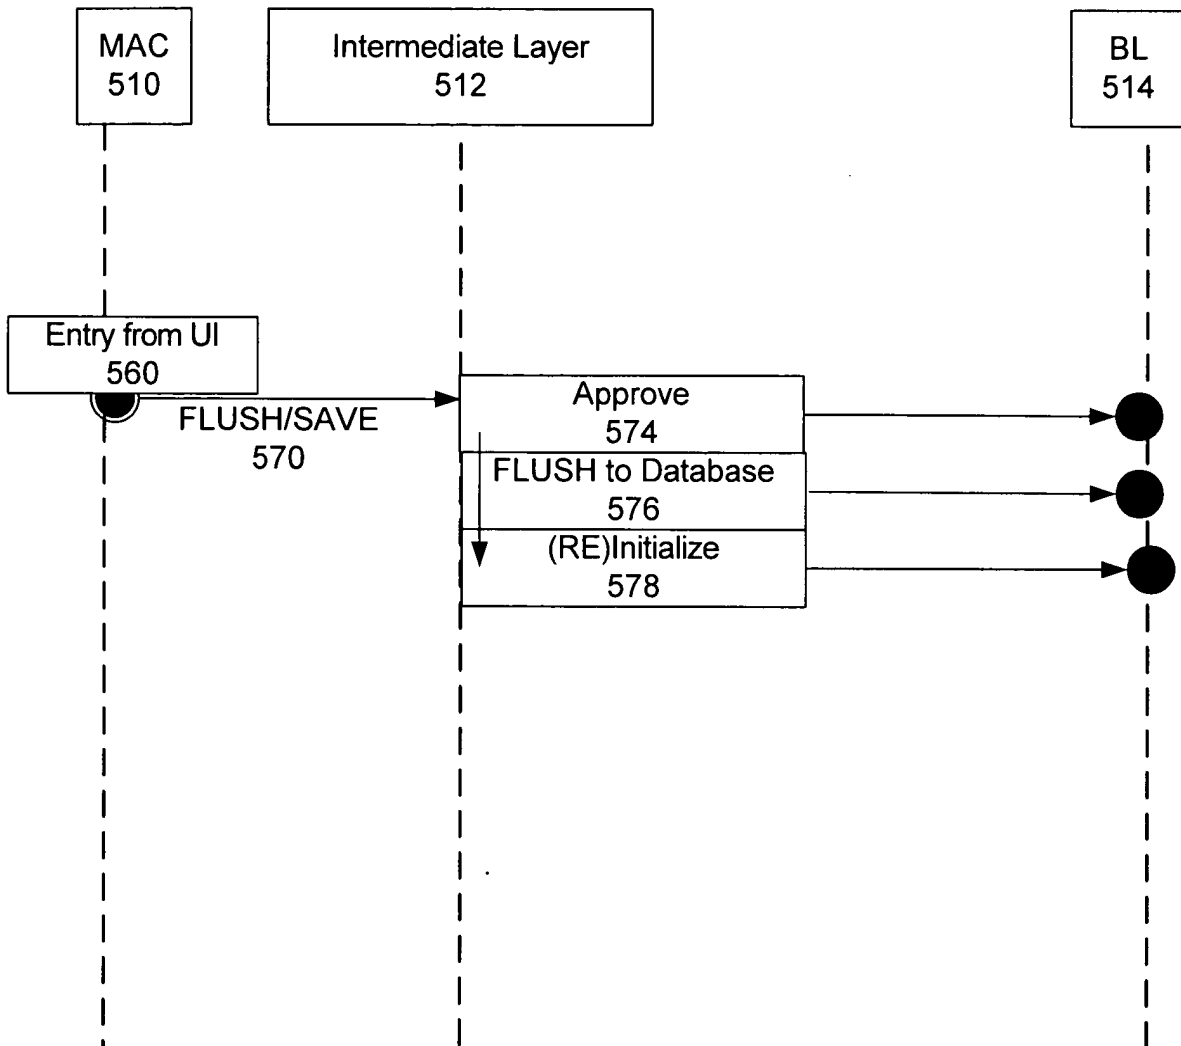 MAC
510
Intermediate Layer
512
BL
514
Entry from UI
560
FLUSH/SAVE
570
Approve
574
FLUSH to Database
576
(RE)Initialize
578